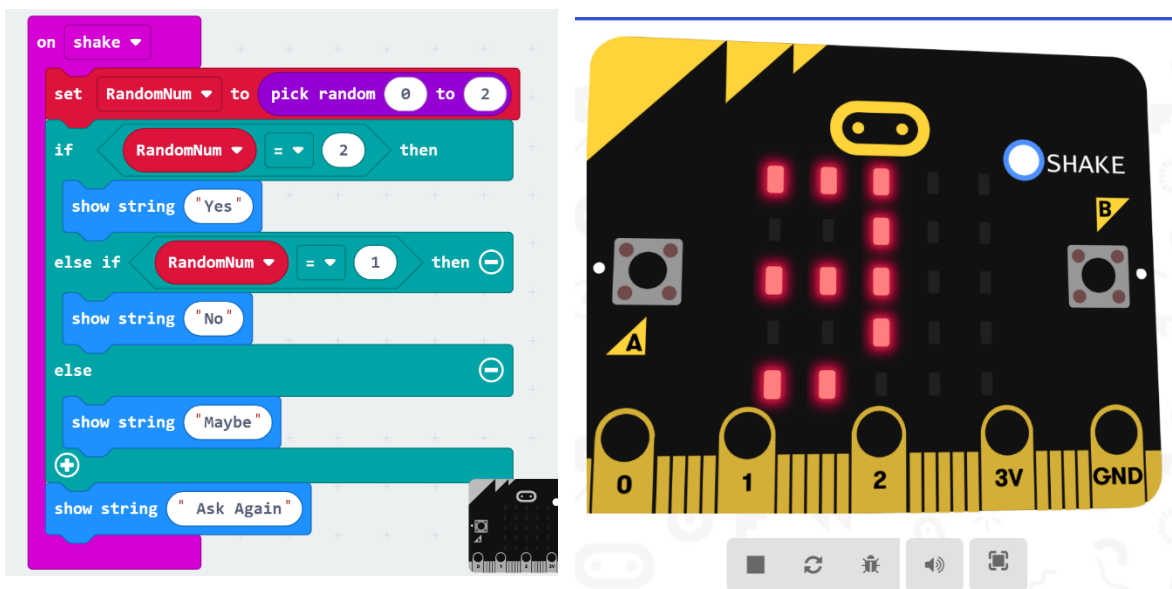 on shake
set RandomNum to pick random 0 to 2
if RandomNum = 2 then
show string "Yes"
else if RandomNum = 1 then
show string "No"
else
show string "Maybe"
show string " Ask Again"
SHAKE
B
A
0 1 2 3V GND